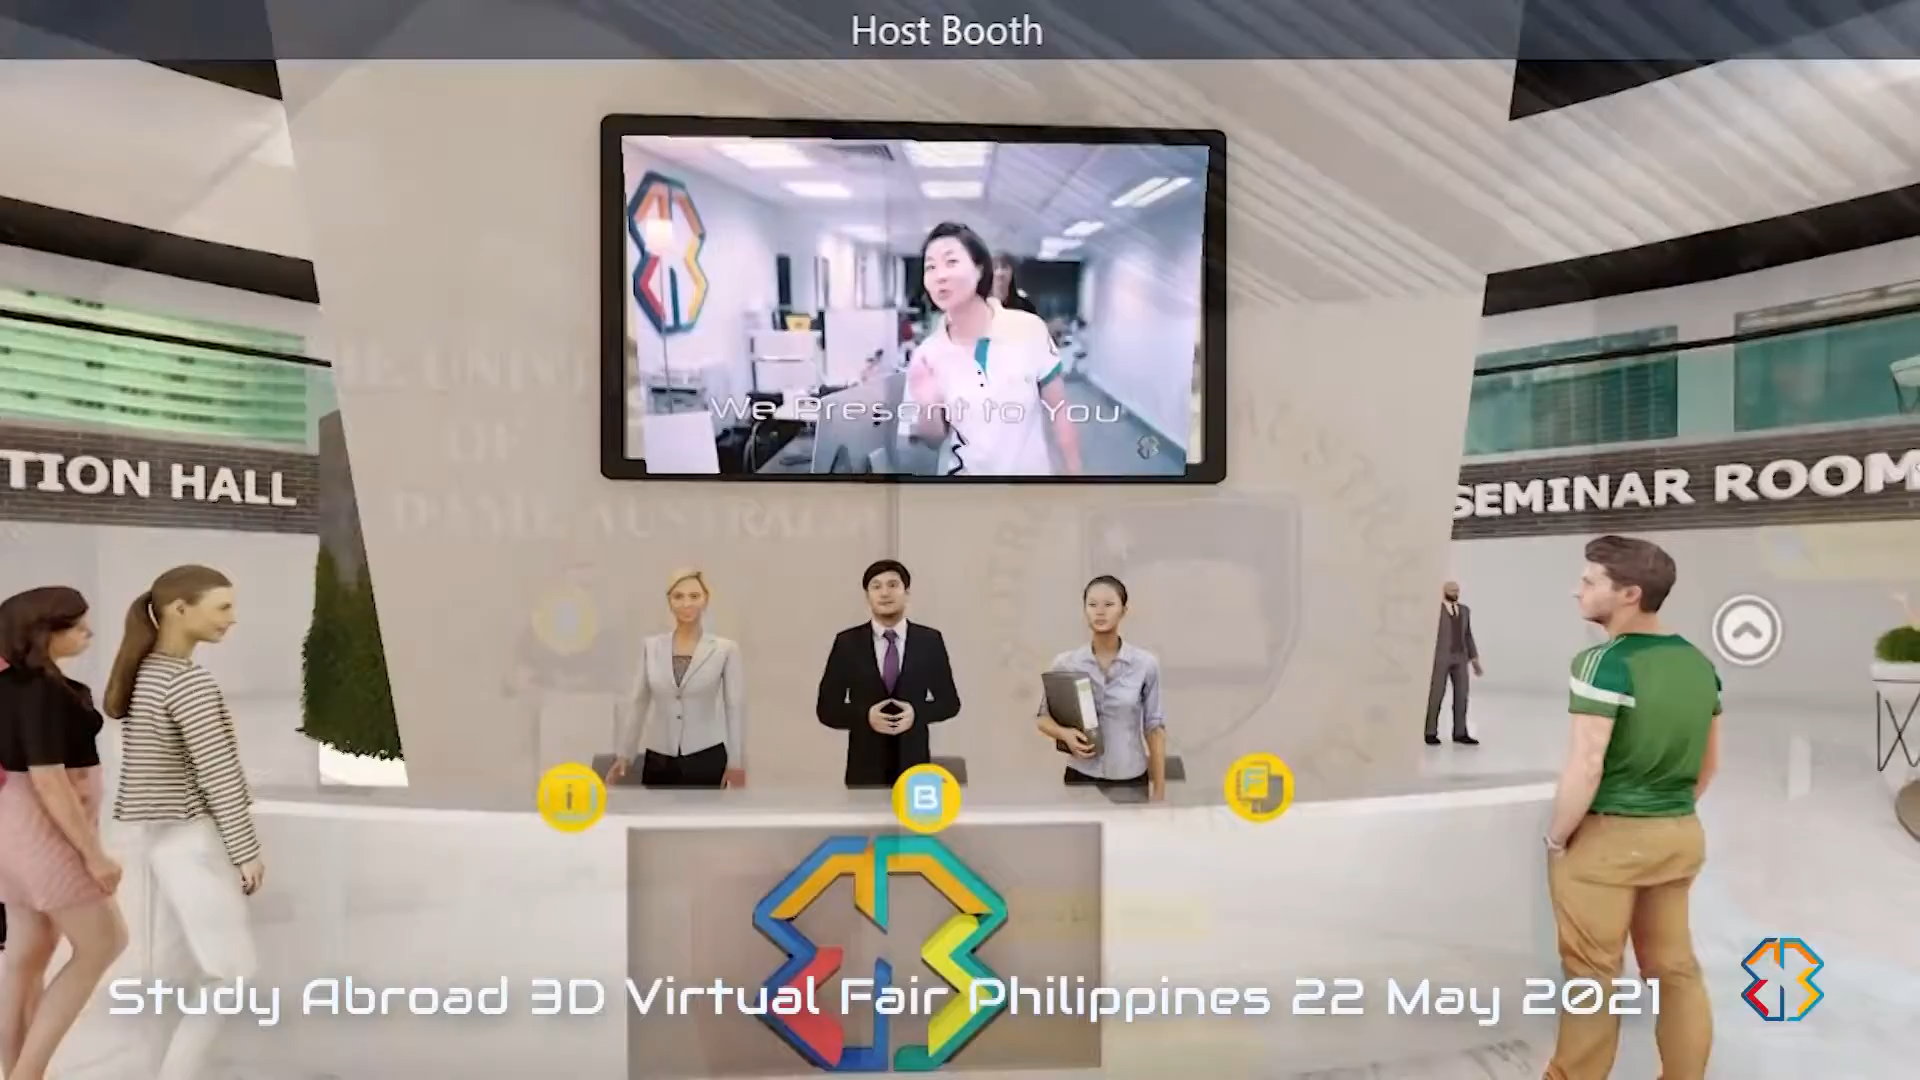 Host Booth
We Present to You
TION HALL
SEMINAR ROOM
OF
i
B
F
Study Abroad 3D Virtual Fair Philippines 22 May 2021